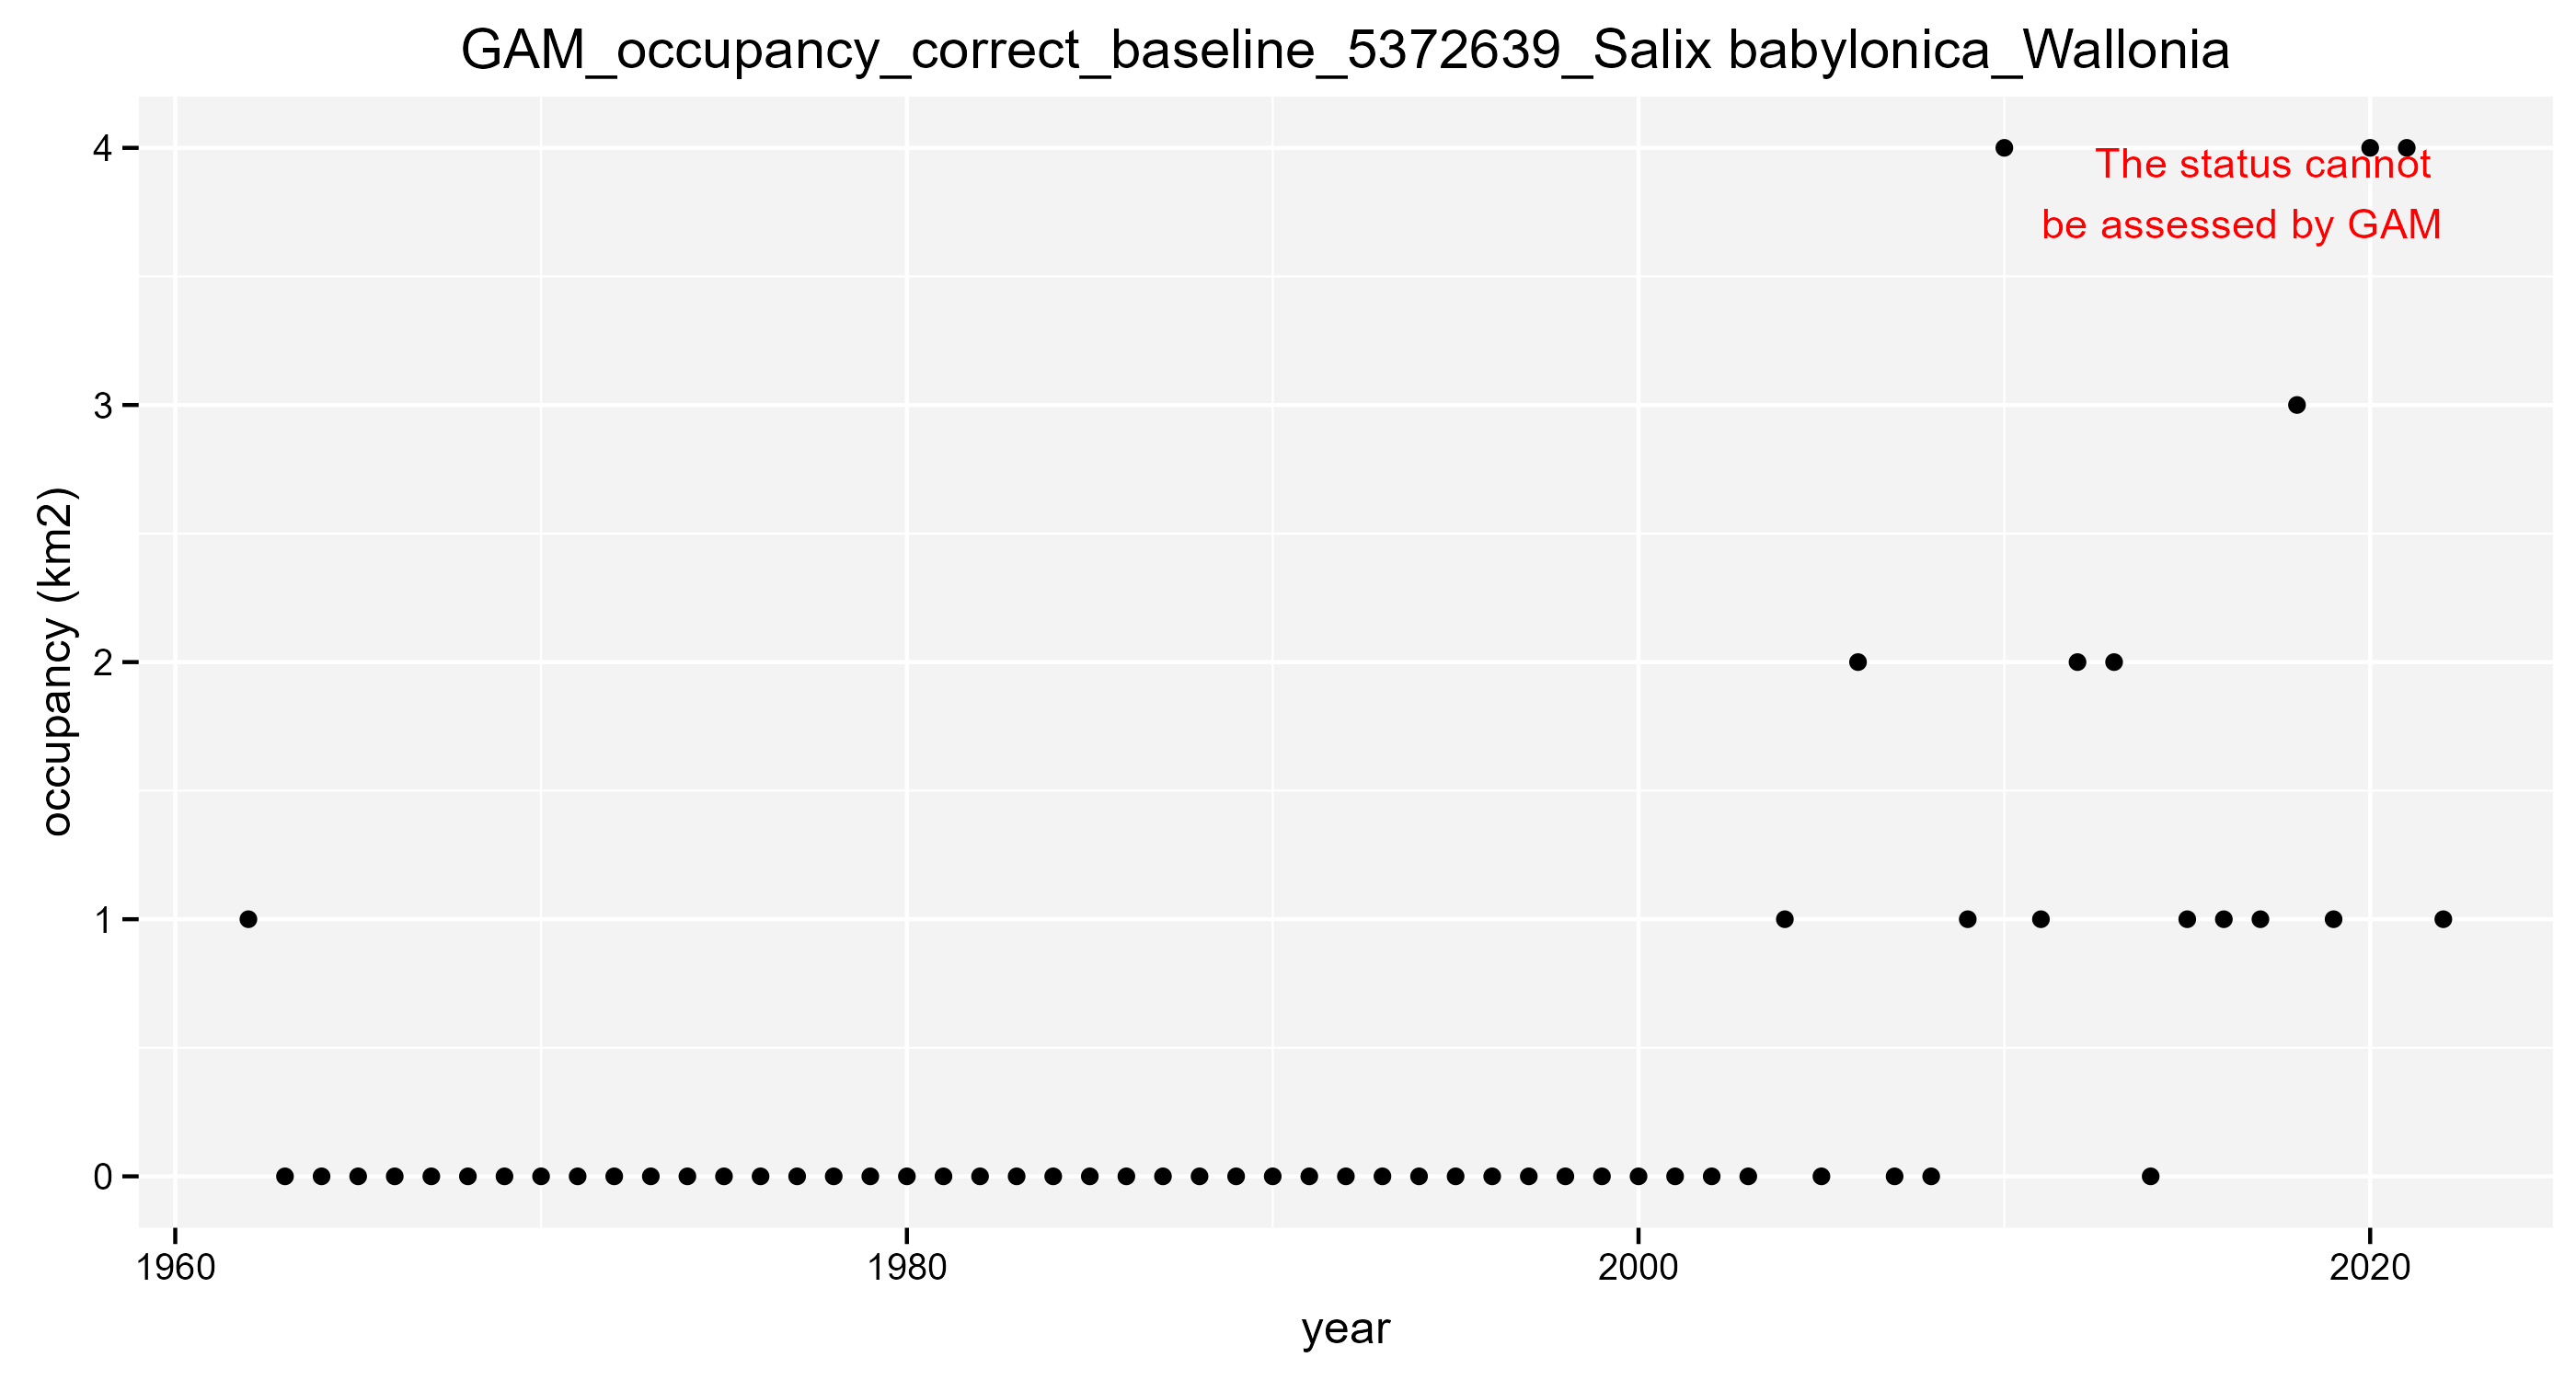 GAM_occupancy_correct_baseline_5372639_Salix babylonica_Wallonia
The status cannot
be assessed by GAM
occupancy (km2)
4
3
2
1
0
1960 1980 2000 2020
year